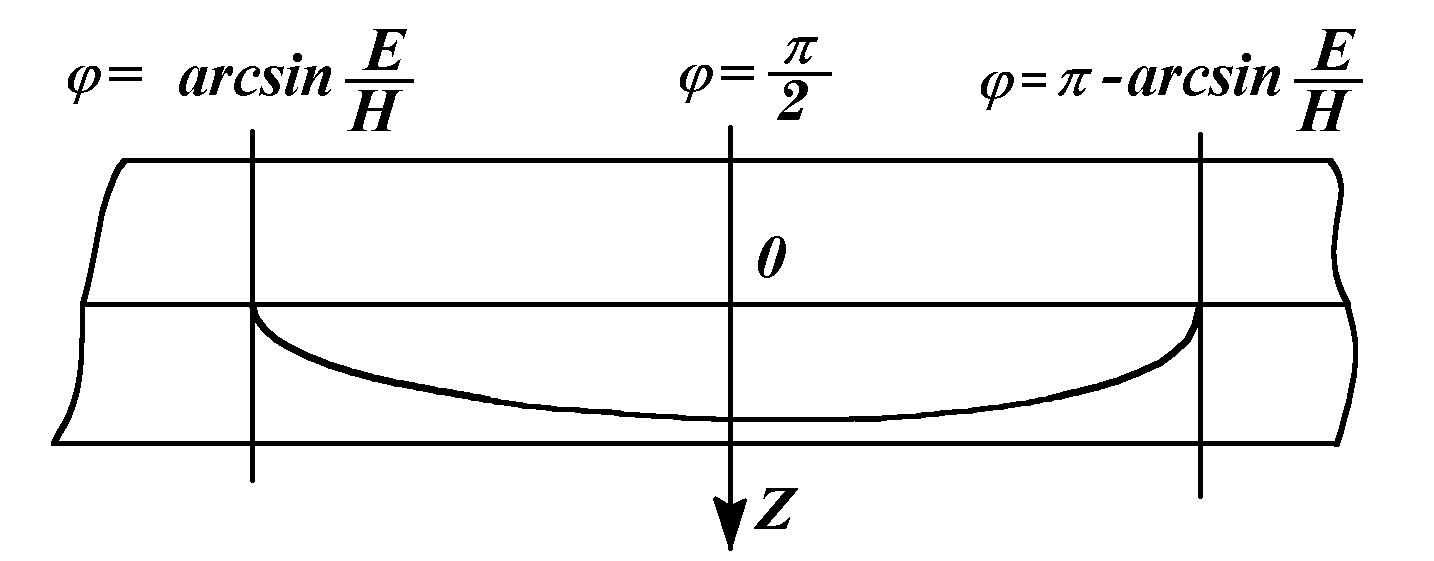 φ = arcsin E/H
φ = π/2
φ = π - arcsin E/H
0
Z